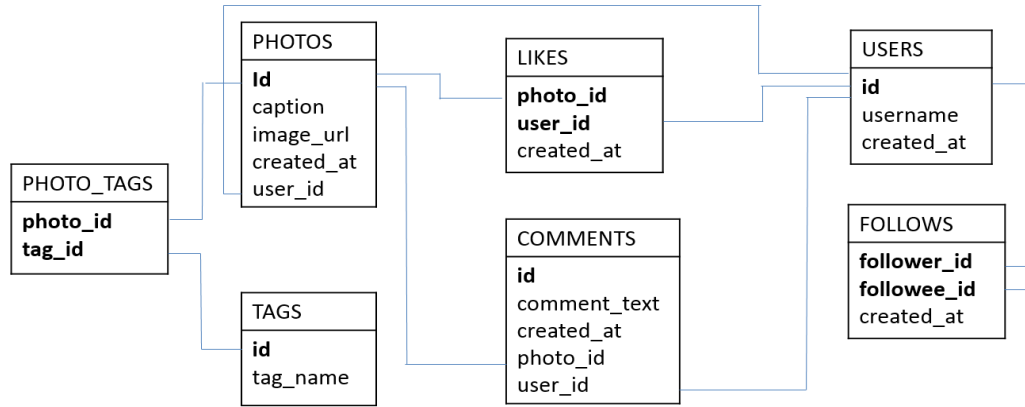 PHOTOS
Id
caption
image_url
created_at
user_id
LIKES
photo_id
user_id
created_at
USERS
id
username
created_at
PHOTO_TAGS
photo_id
tag_id
TAGS
id
tag_name
COMMENTS
id
comment_text
created_at
photo_id
user_id
FOLLOWS
follower_id
followee_id
created_at